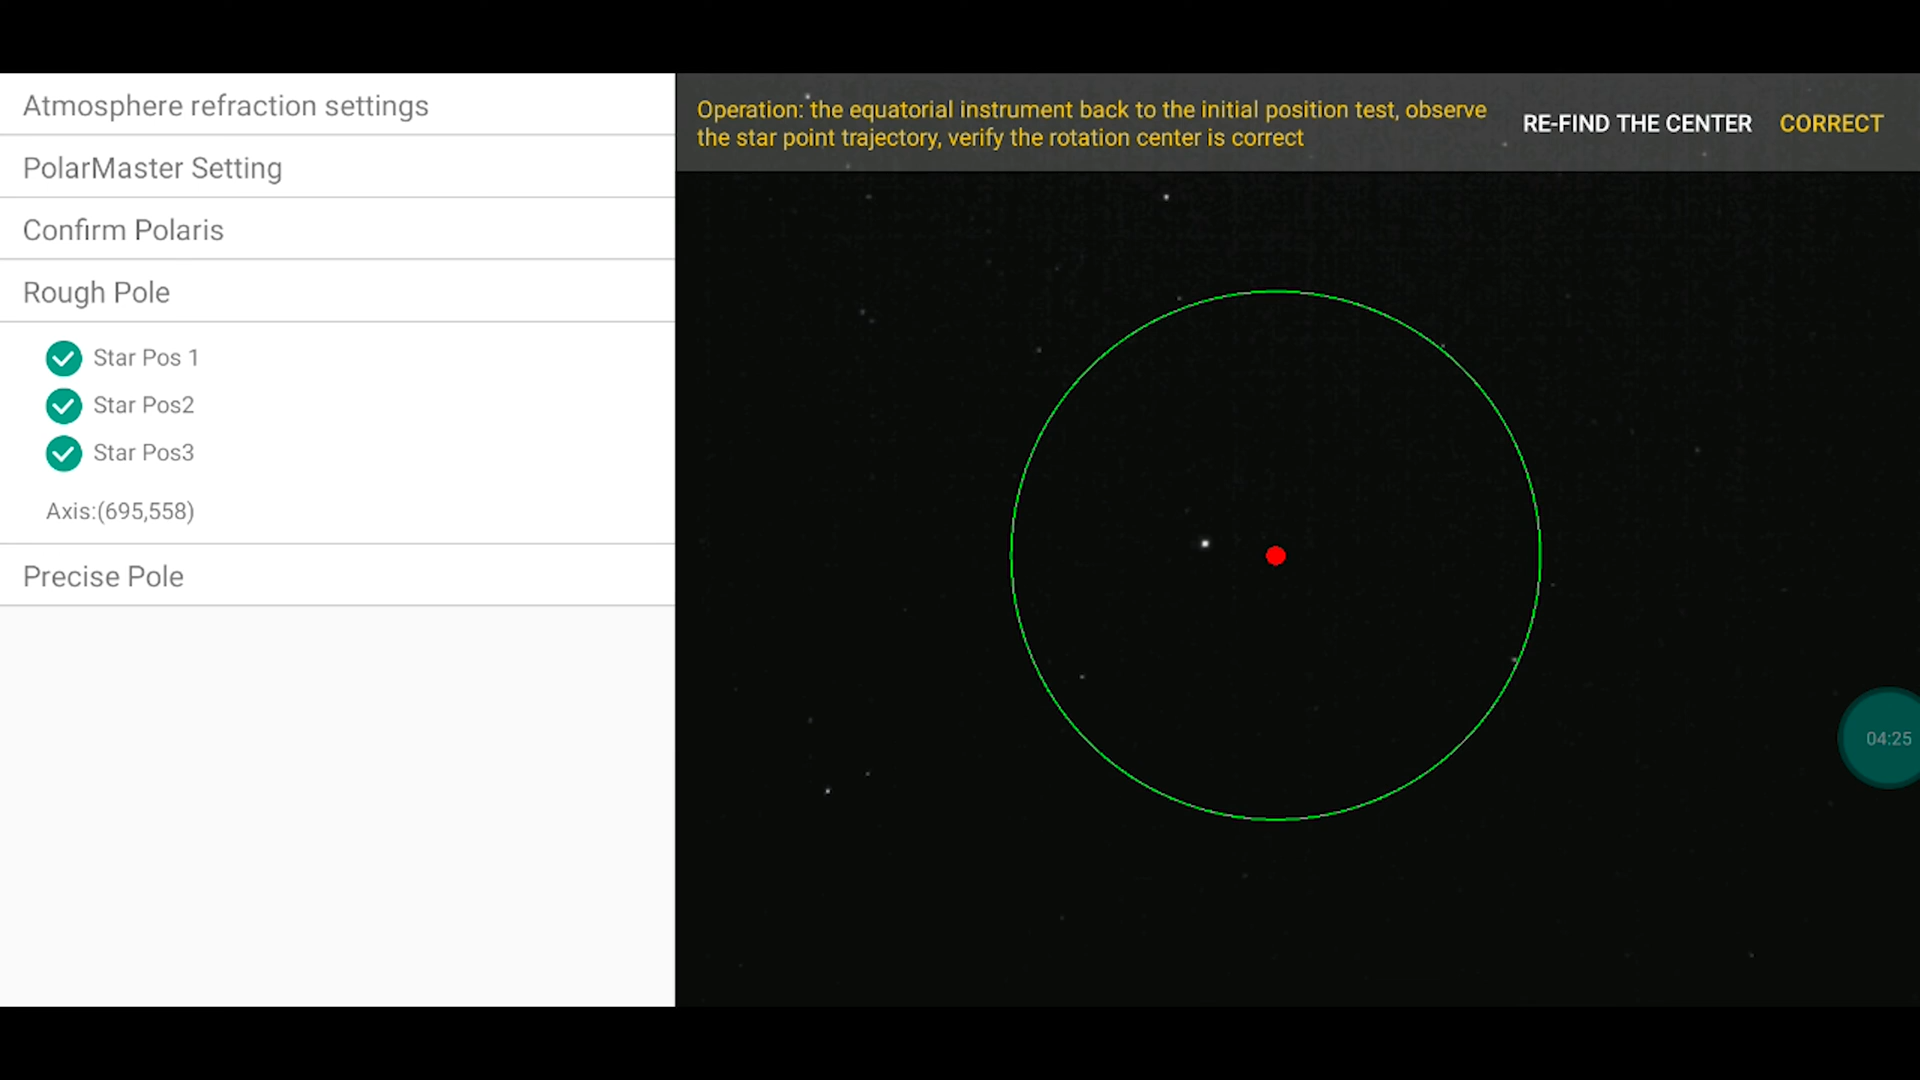 Atmosphere refraction settings
PolarMaster Setting
Confirm Polaris
Rough Pole
Star Pos 1
Star Pos2
Star Pos3
Axis:(695,558)
Precise Pole
Operation: the equatorial instrument back to the initial position test, observe
the star point trajectory, verify the rotation center is correct
RE-FIND THE CENTER
CORRECT
04:25